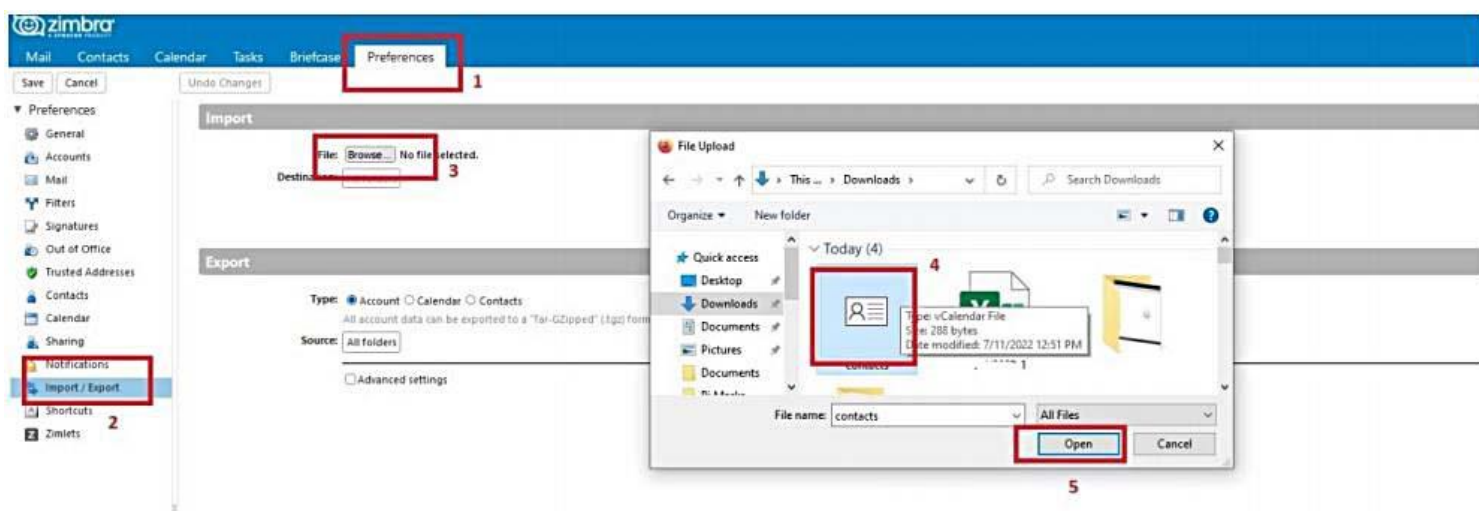 zimbra
A SYNACOR PRODUCT
Mail Contacts Calendar Tasks Briefcase Preferences
1
Save Cancel Undo Changes
Preferences
General
Accounts
Mail
Filters
Signatures
Out of Office
Trusted Addresses
Contacts
Calendar
Sharing
Notifications
Import / Export
Shortcuts
Zimlets
2
Import
File: Browse... No file selected.
3
Export
Type: Account Calendar Contacts
All account data can be exported to a "Tar-GZipped" (.tgz) form
Source: All folders
Advanced settings
File Upload
This ... › Downloads ›
Search Downloads
Organize New folder
Quick access
Desktop
Downloads
Documents
Pictures
Documents
Today (4)
4
Type: vCalendar File
Size: 288 bytes
Date modified: 7/11/2022 12:51 PM
contacts
File name: contacts
All Files
Open Cancel
5